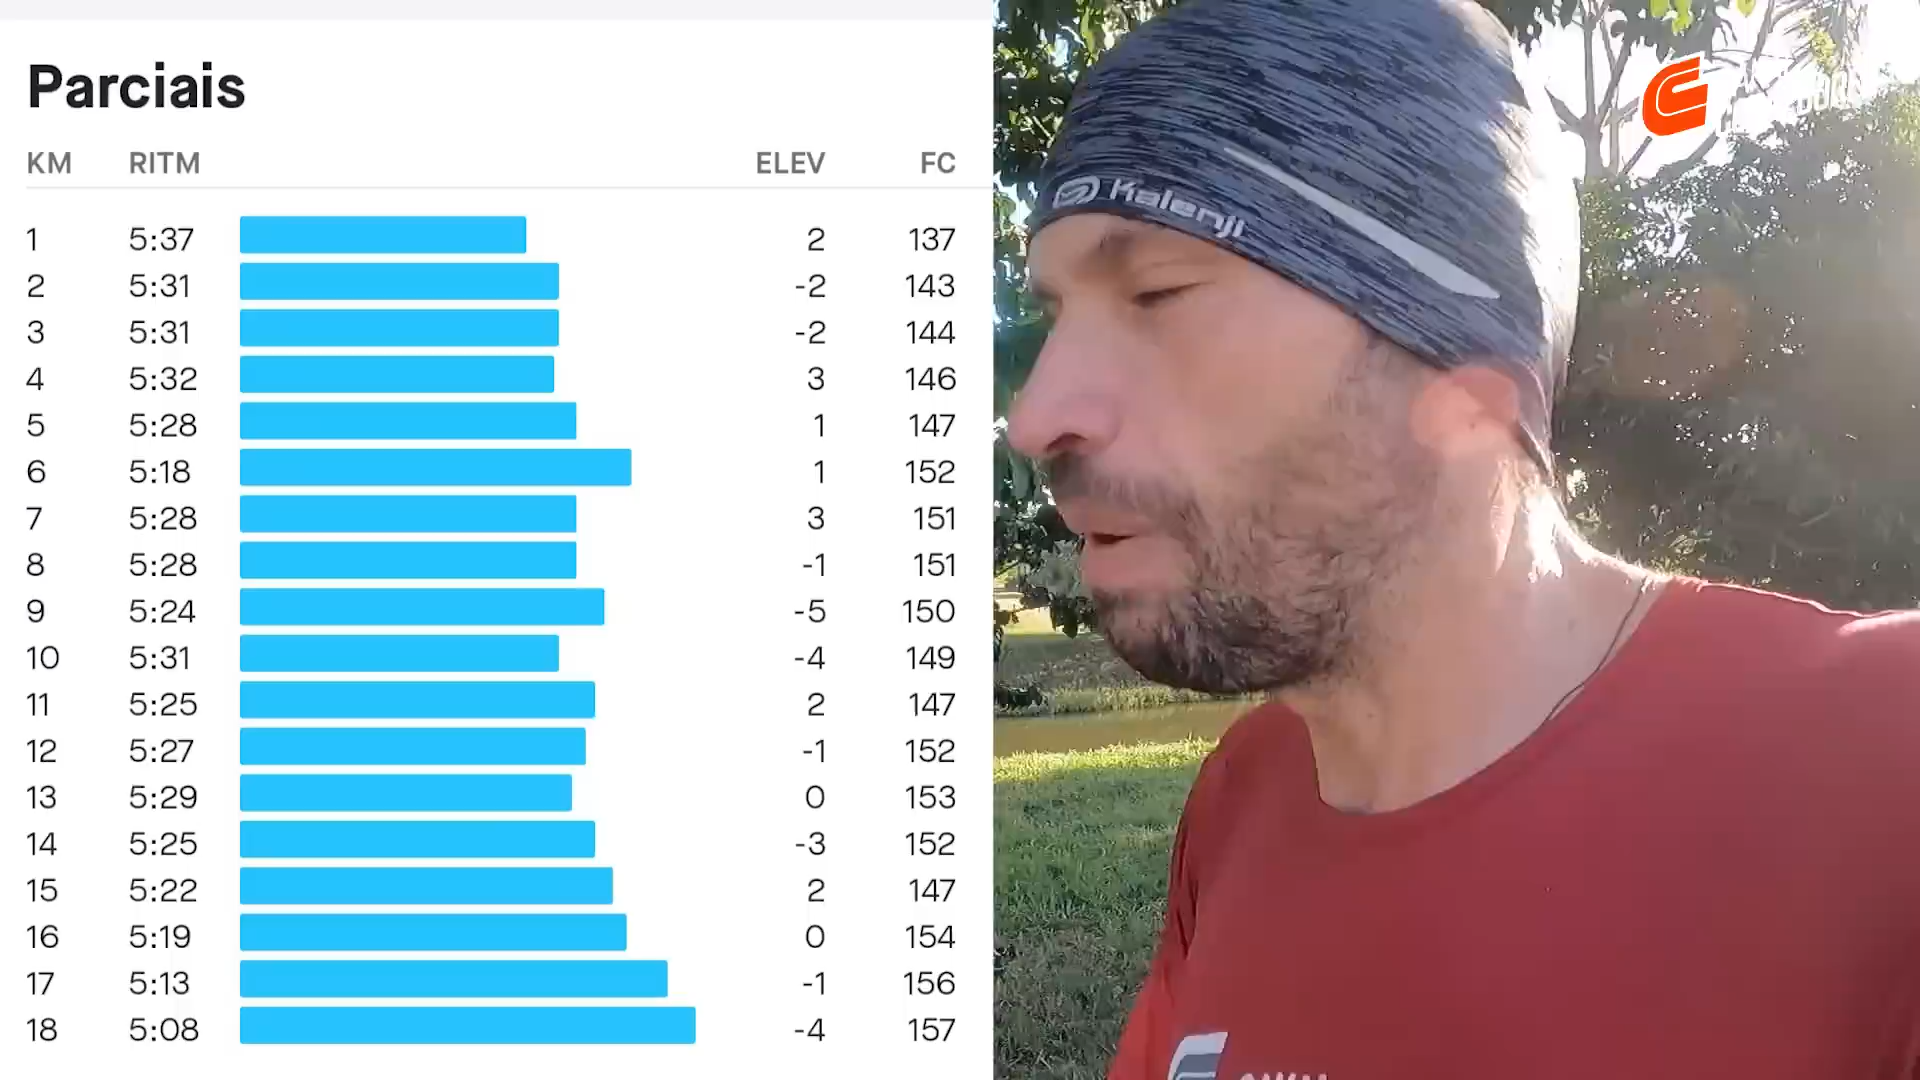 Parciais
KM RITM ELEV FC
1 5:37 2 137
2 5:31 -2 143
3 5:31 -2 144
4 5:32 3 146
5 5:28 1 147
6 5:18 1 152
7 5:28 3 151
8 5:28 -1 151
9 5:24 -5 150
10 5:31 -4 149
11 5:25 2 147
12 5:27 -1 152
13 5:29 0 153
14 5:25 -3 152
15 5:22 2 147
16 5:19 0 154
17 5:13 -1 156
18 5:08 -4 157
Kalenji